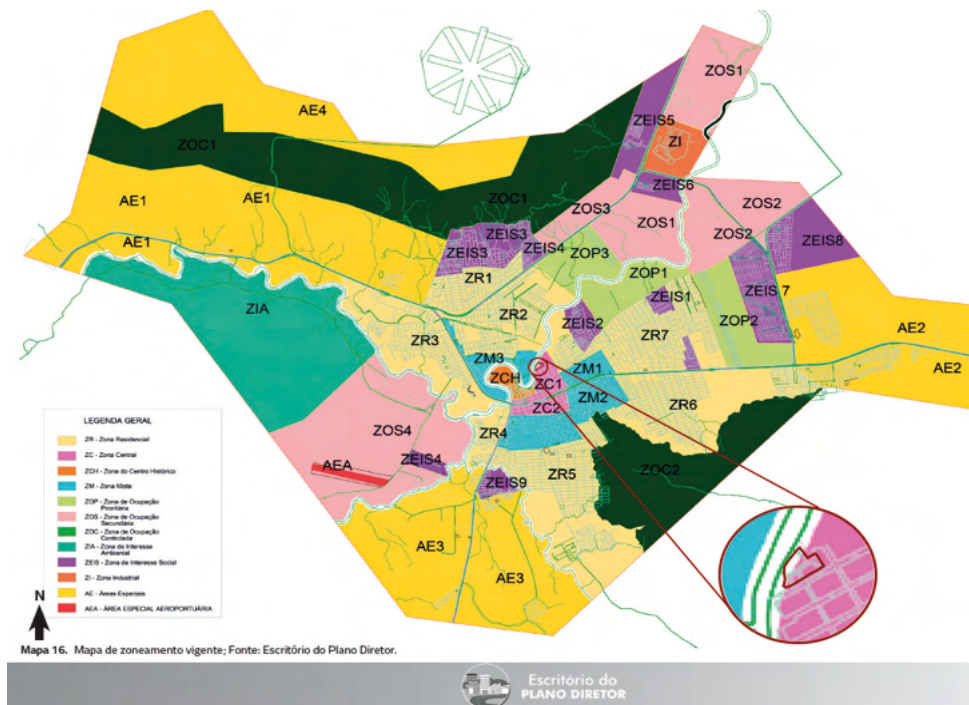 ZOS1
AE4
ZEIS5
ZI
ZOC1
ZEIS6
AE1
AE1
ZOC1
ZOS3
ZOS1
ZOS2
ZOS2
ZEIS8
AE1
ZEIS3
ZEIS3
ZEIS4
ZOP3
ZR1
ZOP1
ZEIS1
ZEIS 7
ZIA
ZR2
ZEIS2
ZR7
ZOP2
AE2
ZR3
ZM3
ZCH
ZC1
ZM1
AE2
ZC2
ZM2
ZR6
ZOS4
ZR4
AEA
ZEIS4
ZR5
ZOC2
ZEIS9
AE3
AE3
LEGENDA GERAL
ZR - Zona Residencial
ZC - Zona Central
ZCH - Zona do Centro Histórico
ZM - Zona Mista
ZOP - Zona de Ocupação
Prioritária
ZOS - Zona de Ocupação
Secundária
ZOC - Zona de Ocupação
Controlada
ZIA - Zona de Interesse
Ambiental
ZEIS - Zona de Interesse Social
ZI - Zona Industrial
AE - Áreas Especiais
AEA - ÁREA ESPECIAL AEROPORTUÁRIA
N
Mapa 16. Mapa de zoneamento vigente; Fonte: Escritório do Plano Diretor.
Escritório do
PLANO DIRETOR